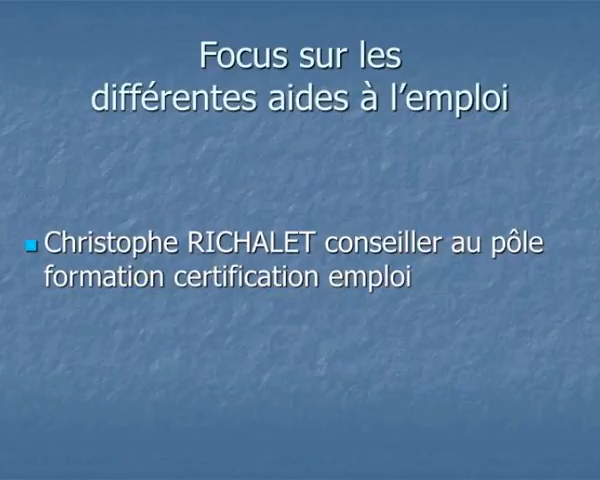 Focus sur les
différentes aides à l’emploi
Christophe RICHALET conseiller au pôle
formation certification emploi